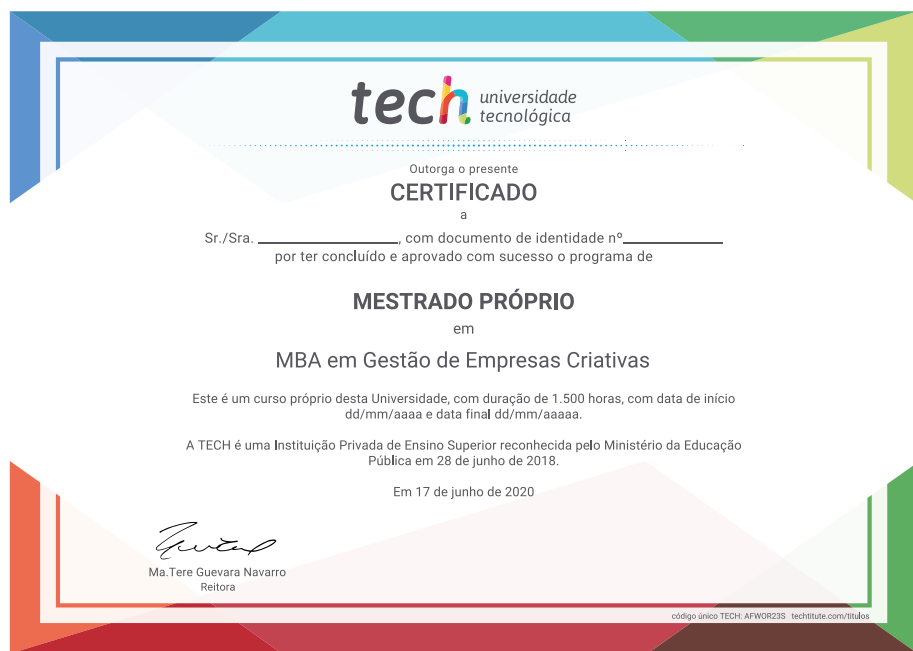 tech universidade
tecnológica
Outorga o presente
CERTIFICADO
a
Sr./Sra. ____________________, com documento de identidade nº______________
por ter concluído e aprovado com sucesso o programa de
MESTRADO PRÓPRIO
em
MBA em Gestão de Empresas Criativas
Este é um curso próprio desta Universidade, com duração de 1.500 horas, com data de início
dd/mm/aaaa e data final dd/mm/aaaaa.
A TECH é uma Instituição Privada de Ensino Superior reconhecida pelo Ministério da Educação
Pública em 28 de junho de 2018.
Em 17 de junho de 2020
Ma.Tere Guevara Navarro
Reitora
código único TECH: AFWOR23S techtitute.com/titulos